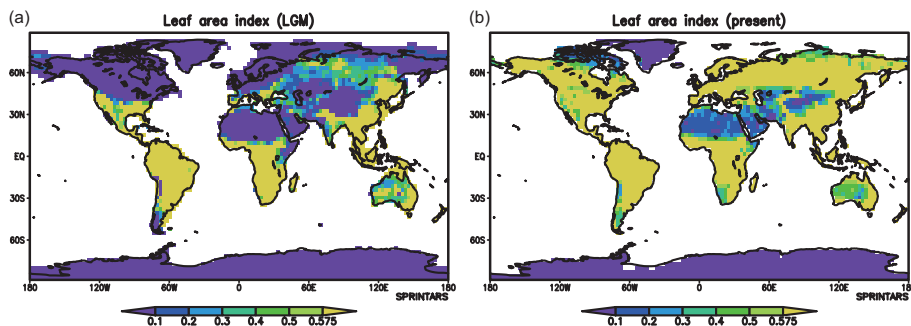 (a)
Leaf area index (LGM)
60N
30N
EQ
30S
60S
180 120W 60W 0 60E 120E 180
SPRINTARS
0.1 0.2 0.3 0.4 0.5 0.575
(b)
Leaf area index (present)
60N
30N
EQ
30S
60S
180 120W 60W 0 60E 120E 180
SPRINTARS
0.1 0.2 0.3 0.4 0.5 0.575